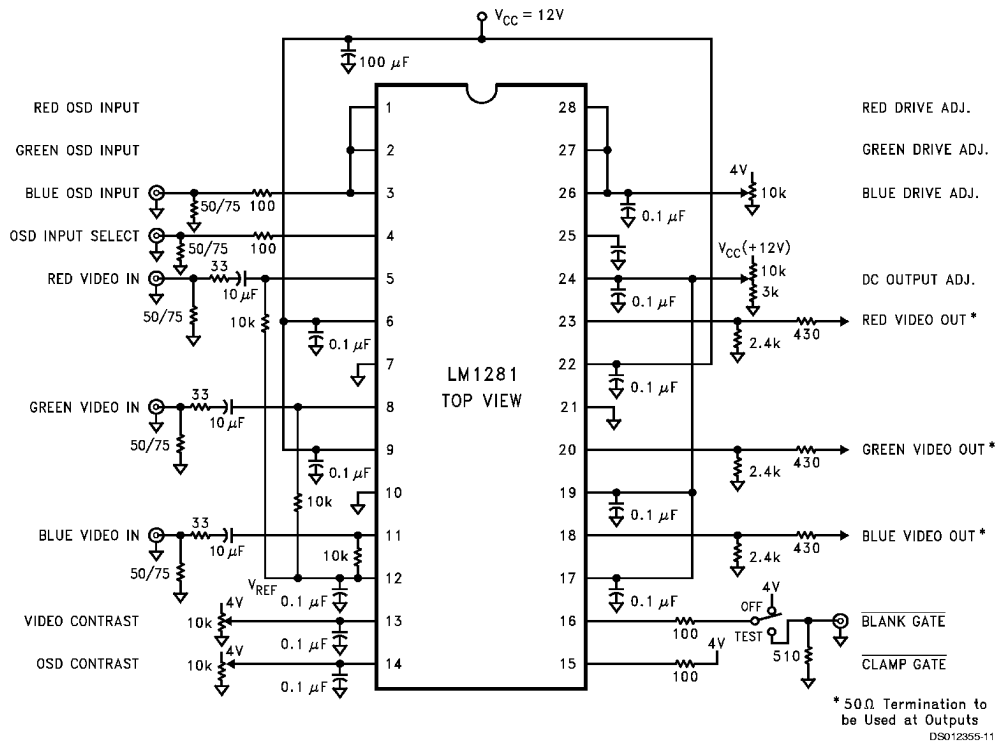 V_CC = 12V
100 μF
RED OSD INPUT
1
28
RED DRIVE ADJ.
GREEN OSD INPUT
2
27
GREEN DRIVE ADJ.
4V
BLUE OSD INPUT
3
26
10k
BLUE DRIVE ADJ.
50/75
100
0.1 μF
OSD INPUT SELECT
4
25
50/75
100
V_CC(+12V)
33
10k
RED VIDEO IN
5
24
DC OUTPUT ADJ.
10 μF
3k
0.1 μF
50/75
10k
6
23
RED VIDEO OUT *
0.1 μF
2.4k
430
7
22
LM1281
TOP VIEW
0.1 μF
33
GREEN VIDEO IN
8
21
10 μF
50/75
9
20
GREEN VIDEO OUT *
0.1 μF
2.4k
430
10k
10
19
0.1 μF
33
BLUE VIDEO IN
11
18
BLUE VIDEO OUT *
10 μF
10k
2.4k
430
50/75
V_REF
12
17
0.1 μF
0.1 μF
4V
4V
OFF
VIDEO CONTRAST
10k
13
16
BLANK GATE
0.1 μF
100
TEST
4V
4V
510
OSD CONTRAST
10k
14
15
CLAMP GATE
0.1 μF
100
* 50Ω Termination to
be Used at Outputs
DS012355-11